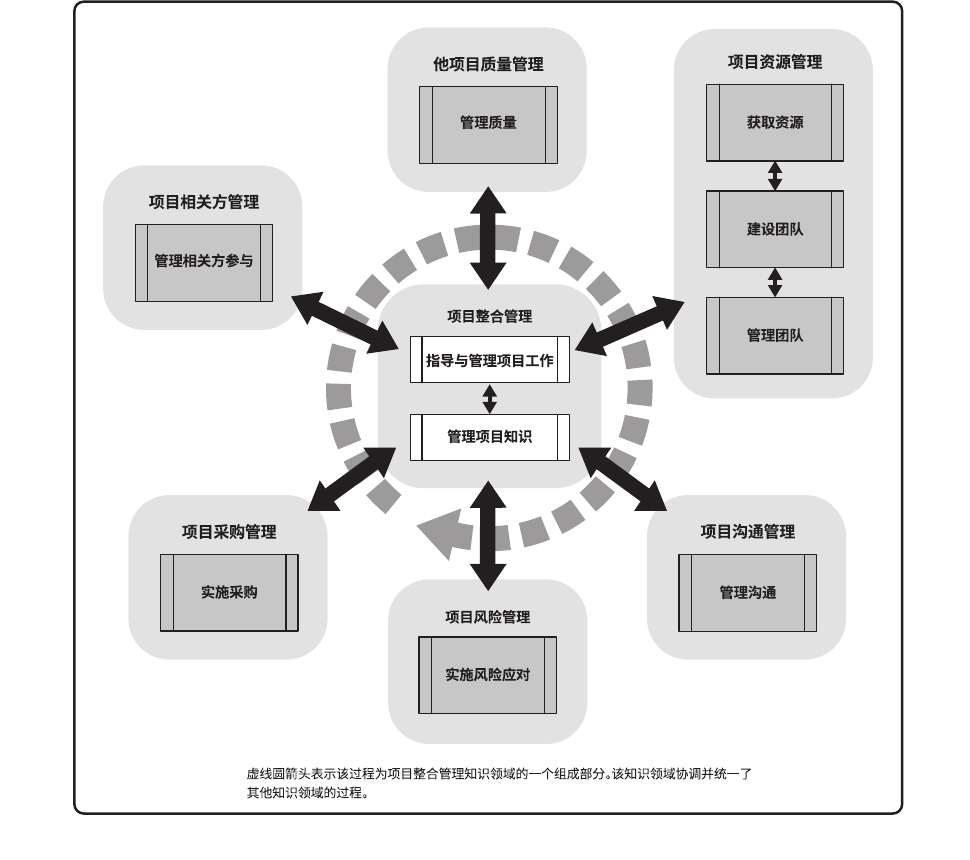 他项目质量管理
管理质量
项目资源管理
获取资源
建设团队
管理团队
项目相关方管理
管理相关方参与
项目整合管理
指导与管理项目工作
管理项目知识
项目采购管理
实施采购
项目沟通管理
管理沟通
项目风险管理
实施风险应对
虚线圆箭头表示该过程为项目整合管理知识领域的一个组成部分。该知识领域协调并统一了
其他知识领域的过程。